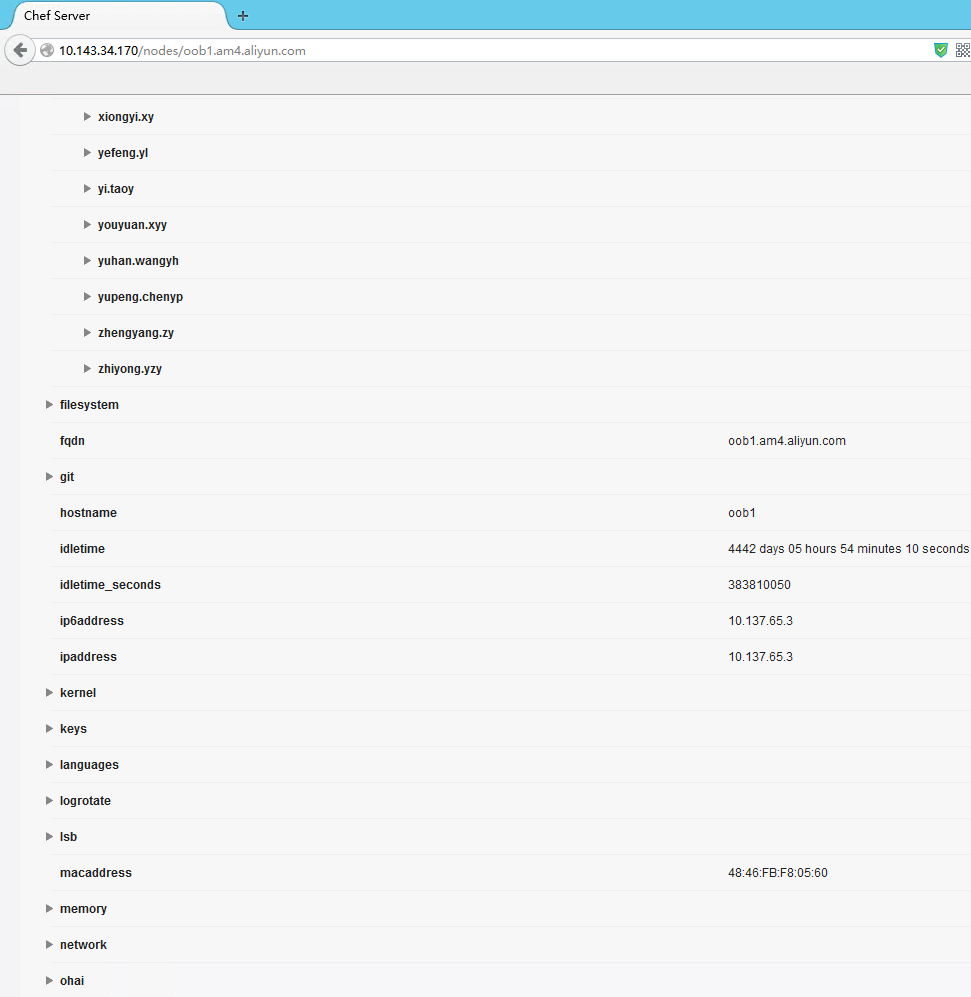 Chef Server
10.143.34.170/nodes/oob1.am4.aliyun.com
xiongyi.xy
yefeng.yl
yi.taoy
youyuan.xyy
yuhan.wangyh
yupeng.chenyp
zhengyang.zy
zhiyong.yzy
filesystem
fqdn oob1.am4.aliyun.com
git
hostname oob1
idletime 4442 days 05 hours 54 minutes 10 seconds
idletime_seconds 383810050
ip6address 10.137.65.3
ipaddress 10.137.65.3
kernel
keys
languages
logrotate
lsb
macaddress 48:46:FB:F8:05:60
memory
network
ohai